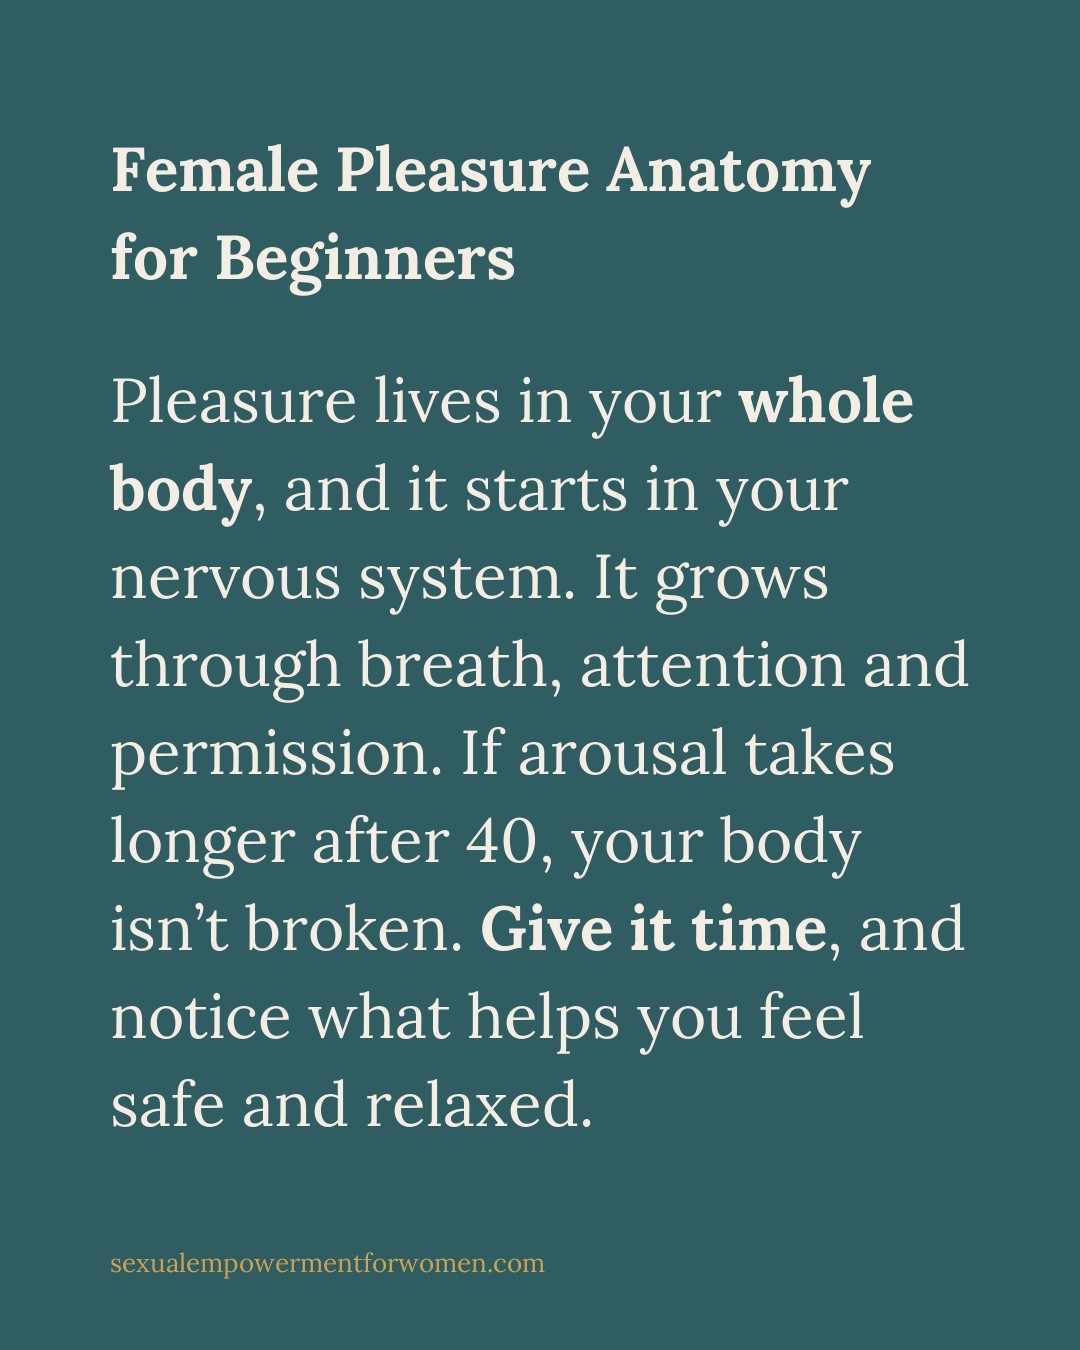 Female Pleasure Anatomy
for Beginners
Pleasure lives in your whole
body, and it starts in your
nervous system. It grows
through breath, attention and
permission. If arousal takes
longer after 40, your body
isn’t broken. Give it time, and
notice what helps you feel
safe and relaxed.
sexualempowermentforwomen.com